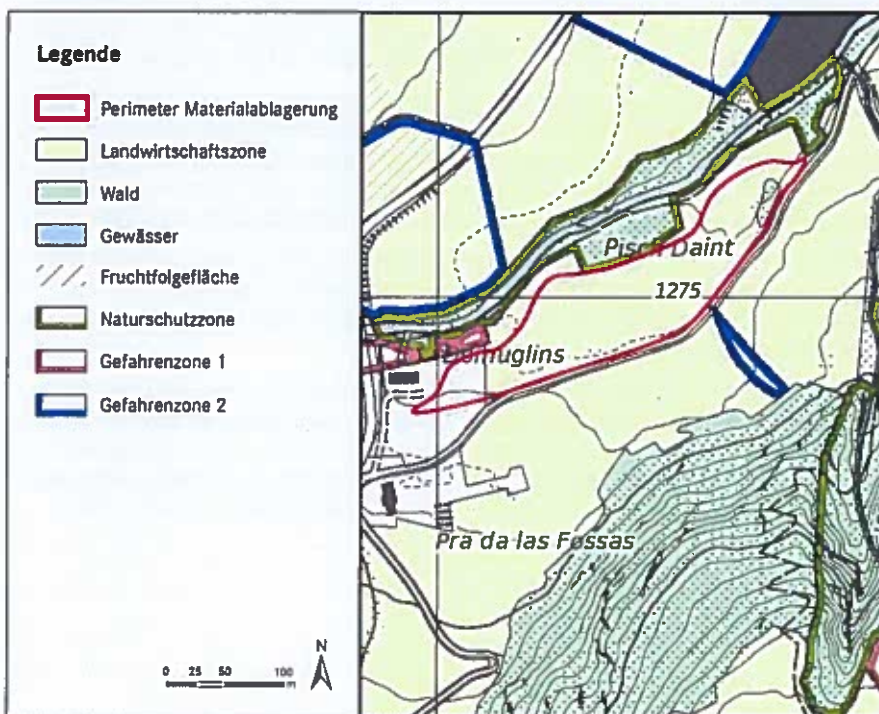 Legende
Perimeter Materialablagerung
Landwirtschaftszone
Wald
Gewässer
Fruchtfolgefläche
Naturschutzzone
Gefahrenzone 1
Gefahrenzone 2
0 25 50 100
m
N
Daint
1275
Pra da las Fossas